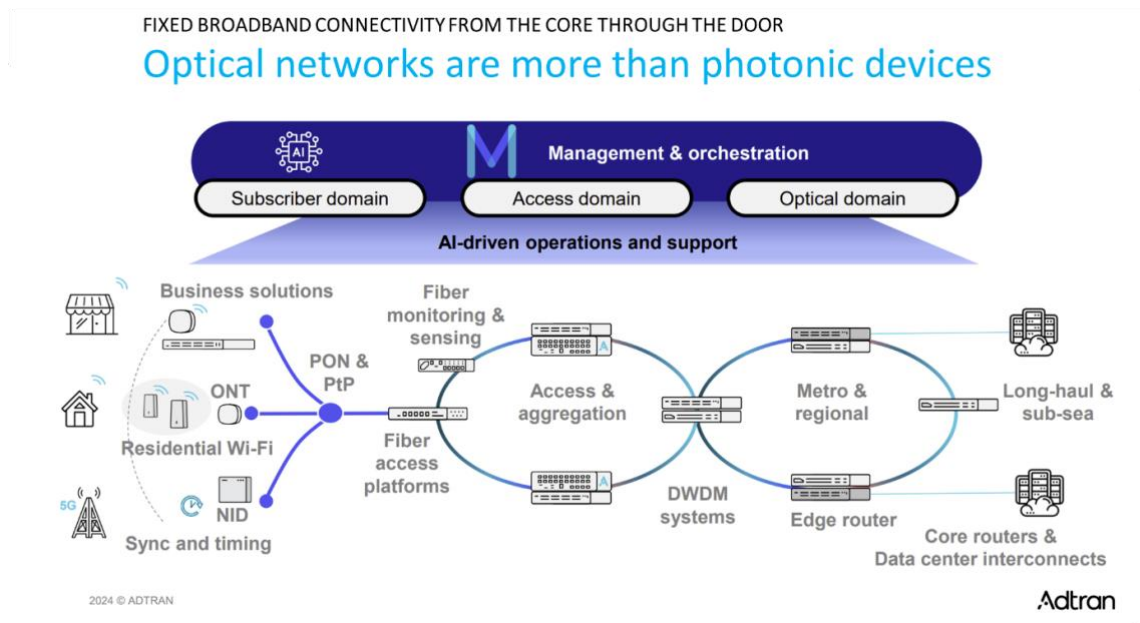 FIXED BROADBAND CONNECTIVITY FROM THE CORE THROUGH THE DOOR
Optical networks are more than photonic devices
AI
M
Management & orchestration
Subscriber domain
Access domain
Optical domain
AI-driven operations and support
Business solutions
ONT
Residential Wi-Fi
5G
NID
Sync and timing
PON &
PtP
Fiber
monitoring &
sensing
Fiber
access
platforms
A
Access &
aggregation
A
DWDM
systems
Metro &
regional
Edge router
Long-haul &
sub-sea
Core routers &
Data center interconnects
2024 © ADTRAN
Adtran